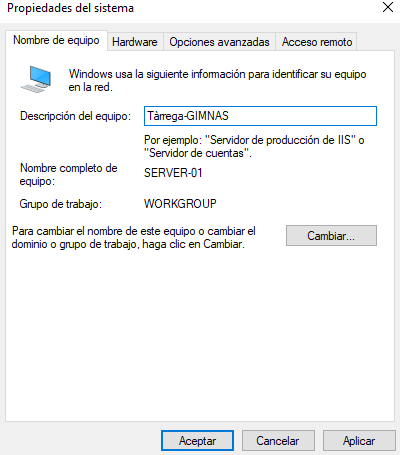 Propiedades del sistema
Nombre de equipo Hardware Opciones avanzadas Acceso remoto
Windows usa la siguiente información para identificar su equipo
en la red.
Descripción del equipo: Tàrrega-GIMNAS
Por ejemplo: "Servidor de producción de IIS" o
"Servidor de cuentas".
Nombre completo de
equipo:
SERVER-01
Grupo de trabajo: WORKGROUP
Para cambiar el nombre de este equipo o cambiar el
dominio o grupo de trabajo, haga clic en Cambiar.
Cambiar...
Aceptar Cancelar Aplicar